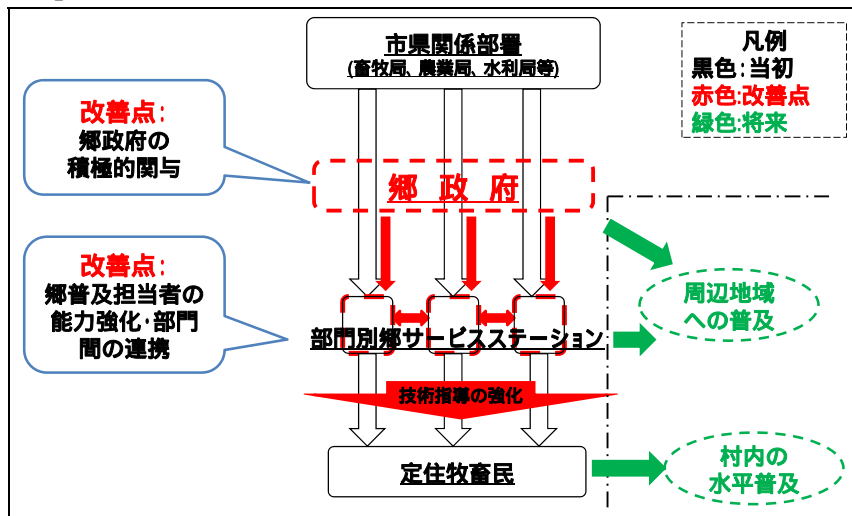 市県関係部署
(畜牧局、農業局、水利局等)
凡例
黒色：当初
赤色:改善点
緑色:将来
改善点：
郷政府の
積極的関与
郷 政 府
改善点：
郷普及担当者の
能力強化・部門
間の連携
部門別郷サービスステーション
周辺地域
への普及
技術指導の強化
定住牧畜民
村内の
水平普及